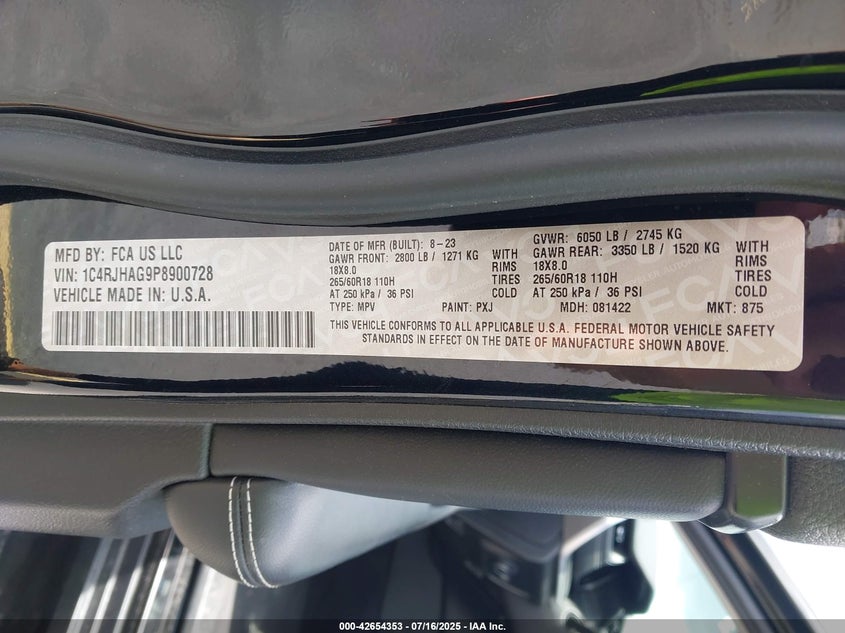 MFD BY: FCA US LLC
VIN: 1C4RJHAG9P8900728
VEHICLE MADE IN: U.S.A.
DATE OF MFR (BUILT): 8-23
GAWR FRONT: 2800 LB / 1271 KG WITH
18X8.0 RIMS
265/60R18 110H TIRES
AT 250 kPa / 36 PSI COLD
GVWR: 6050 LB / 2745 KG
GAWR REAR: 3350 LB / 1520 KG WITH
18X8.0 RIMS
265/60R18 110H TIRES
AT 250 kPa / 36 PSI COLD
TYPE: MPV PAINT: PXJ MDH: 081422 MKT: 875
THIS VEHICLE CONFORMS TO ALL APPLICABLE U.S.A. FEDERAL MOTOR VEHICLE SAFETY
STANDARDS IN EFFECT ON THE DATE OF MANUFACTURE SHOWN ABOVE.
000-42654353 - 07/16/2025 - IAA Inc.